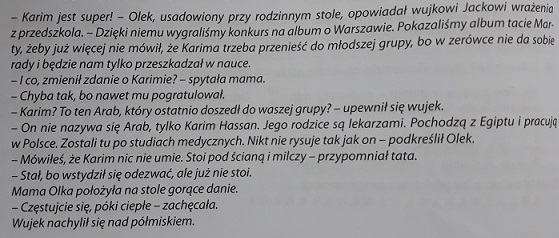 – Karim jest super! – Olek, usadowiony przy rodzinnym stole, opowiadał wujkowi Jackowi wrażenia
z przedszkola. – Dzięki niemu wygraliśmy konkurs na album o Warszawie. Pokazaliśmy album tacie Mar-
ty, żeby już więcej nie mówił, że Karima trzeba przenieść do młodszej grupy, bo w zerówce nie da sobie
rady i będzie nam tylko przeszkadzał w nauce.
– I co, zmienił zdanie o Karimie? – spytała mama.
– Chyba tak, bo nawet mu pogratulował.
– Karim? To ten Arab, który ostatnio doszedł do waszej grupy? – upewnił się wujek.
– On nie nazywa się Arab, tylko Karim Hassan. Jego rodzice są lekarzami. Pochodzą z Egiptu i pracują
w Polsce. Zostali tu po studiach medycznych. Nikt nie rysuje tak jak on – podkreślił Olek.
– Mówiłeś, że Karim nic nie umie. Stoi pod ścianą i milczy – przypomniał tata.
– Stał, bo wstydził się odezwać, ale już nie stoi.
Mama Olka położyła na stole gorące danie.
– Częstujcie się, póki ciepłe – zachęcała.
Wujek nachylił się nad półmiskiem.